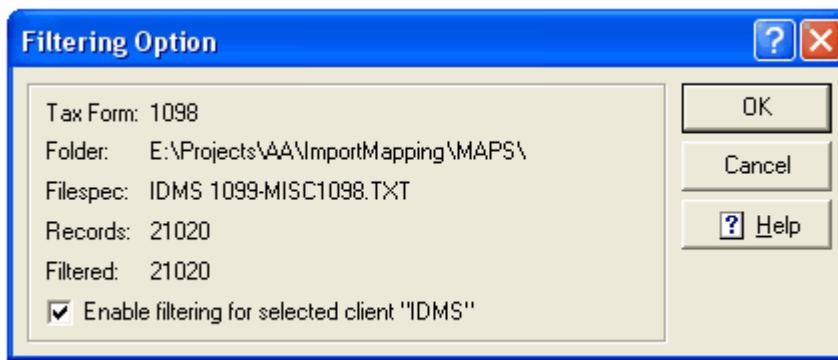 Filtering Option
Tax Form: 1098
Folder: E:\Projects\AA\ImportMapping\MAPS\
Filespec: IDMS 1099-MISC1098.TXT
Records: 21020
Filtered: 21020
Enable filtering for selected client "IDMS"
OK
Cancel
? Help